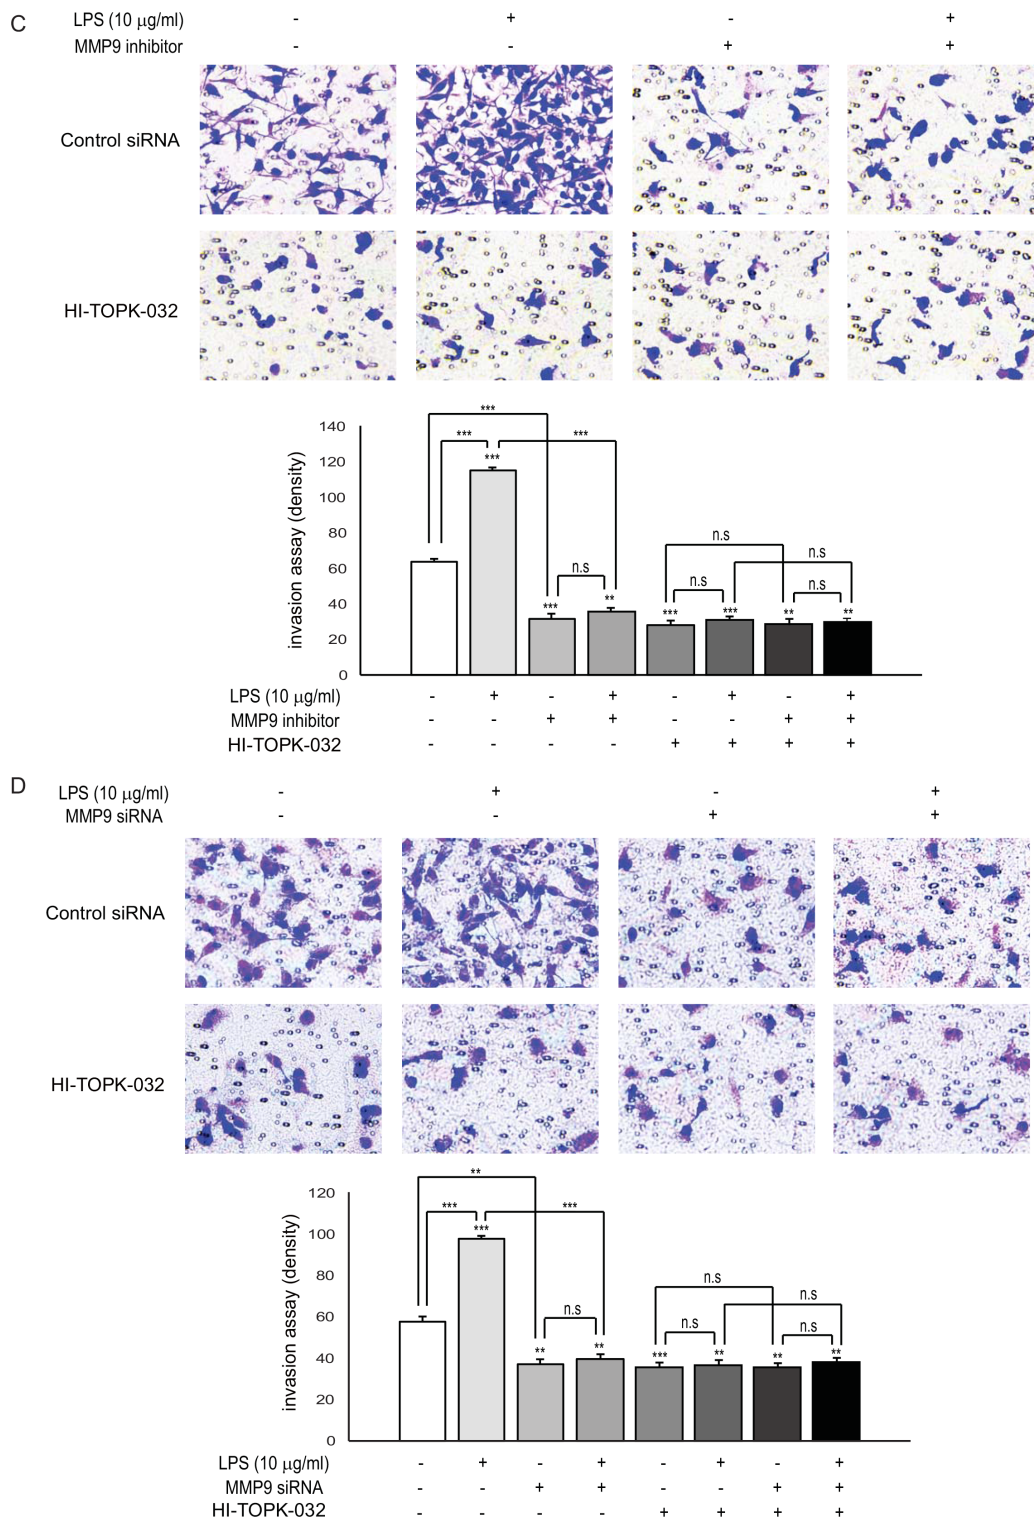 C
LPS (10 µg/ml) - + - +
MMP9 inhibitor - - + +
Control siRNA
HI-TOPK-032
***
*** ***
***
n.s
n.s
n.s
n.s
n.s
*** ** *** *** ** **
invasion assay (density)
140
120
100
80
60
40
20
0
LPS (10 µg/ml) - + - + - + - +
MMP9 inhibitor - - + + - - + +
HI-TOPK-032 - - - - + + + +
D
LPS (10 µg/ml) - + - +
MMP9 siRNA - - + +
Control siRNA
HI-TOPK-032
**
*** ***
***
n.s
n.s
n.s
n.s
n.s
** ** *** ** ** **
invasion assay (density)
120
100
80
60
40
20
0
LPS (10 µg/ml) - + - + - + - +
MMP9 siRNA - - + + - - + +
HI-TOPK-032 - - - - + + + +